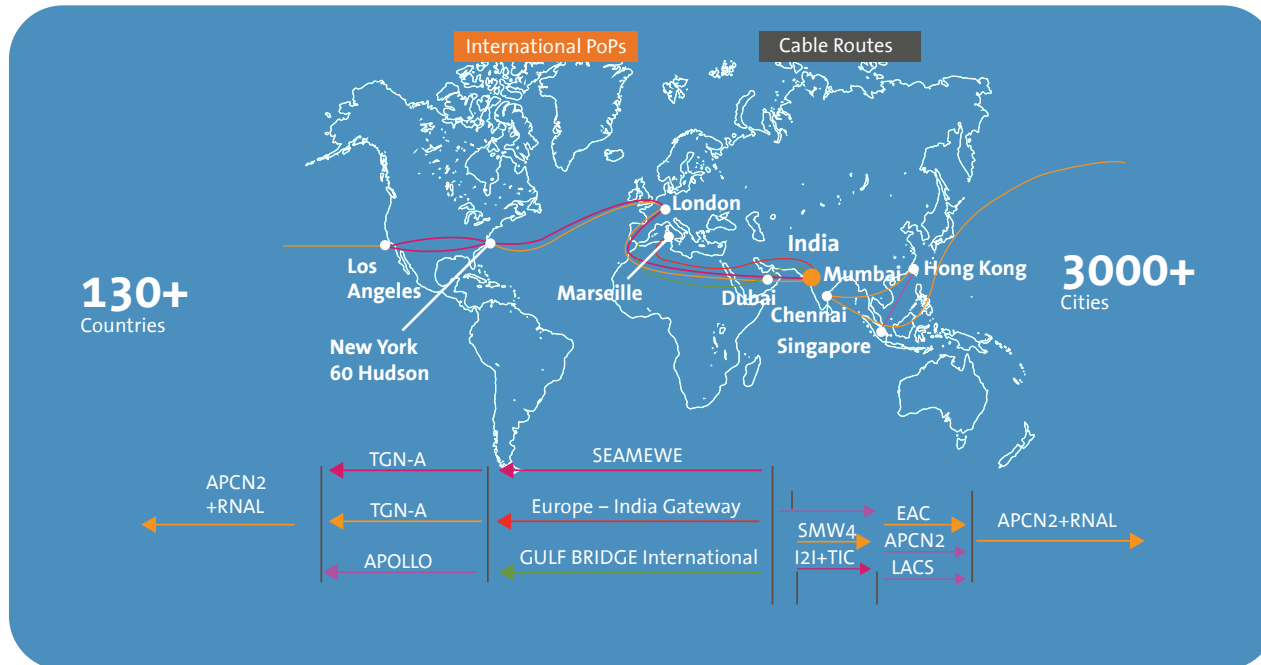 International PoPs
Cable Routes
London
India
Mumbai
Hong Kong
Los
Angeles
Marseille
Dubai
Chennai
Singapore
130+
Countries
3000+
Cities
New York
60 Hudson
TGN-A
SEAMEWE
APCN2
+RNAL
TGN-A
Europe – India Gateway
SMW4
EAC
APCN2+RNAL
APCN2
APOLLO
GULF BRIDGE International
I2I+TIC
LACS